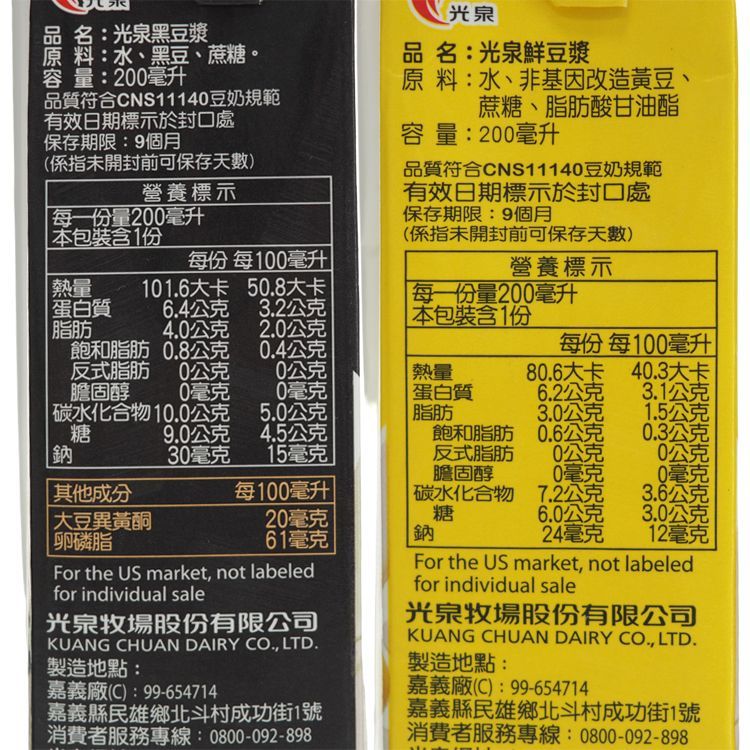 光泉
品 名：光泉黑豆漿
原 料：水、黑豆、蔗糖。
容 量：200毫升
品質符合CNS11140豆奶規範
有效日期標示於封口處
保存期限：9個月
(係指未開封前可保存天數)
營養標示
每一份量200毫升
本包裝含1份
每份 每100毫升
熱量 101.6大卡 50.8大卡
蛋白質 6.4公克 3.2公克
脂肪 4.0公克 2.0公克
飽和脂肪 0.8公克 0.4公克
反式脂肪 0公克 0公克
膽固醇 0毫克 0毫克
碳水化合物 10.0公克 5.0公克
糖 9.0公克 4.5公克
鈉 30毫克 15毫克
其他成分 每100毫升
大豆異黃酮 20毫克
卵磷脂 61毫克
For the US market, not labeled
for individual sale
光泉牧場股份有限公司
KUANG CHUAN DAIRY CO.,LTD.
製造地點：
嘉義廠(C)：99-654714
嘉義縣民雄鄉北斗村成功街1號
消費者服務專線：0800-092-898
光泉
品 名：光泉鮮豆漿
原 料：水、非基因改造黃豆、
蔗糖、脂肪酸甘油酯
容 量：200毫升
品質符合CNS11140豆奶規範
有效日期標示於封口處
保存期限：9個月
(係指未開封前可保存天數)
營養標示
每一份量200毫升
本包裝含1份
每份 每100毫升
熱量 80.6大卡 40.3大卡
蛋白質 6.2公克 3.1公克
脂肪 3.0公克 1.5公克
飽和脂肪 0.6公克 0.3公克
反式脂肪 0公克 0公克
膽固醇 0毫克 0毫克
碳水化合物 7.2公克 3.6公克
糖 6.0公克 3.0公克
鈉 24毫克 12毫克
For the US market, not labeled
for individual sale
光泉牧場股份有限公司
KUANG CHUAN DAIRY CO.,LTD.
製造地點：
嘉義廠(C)：99-654714
嘉義縣民雄鄉北斗村成功街1號
消費者服務專線：0800-092-898